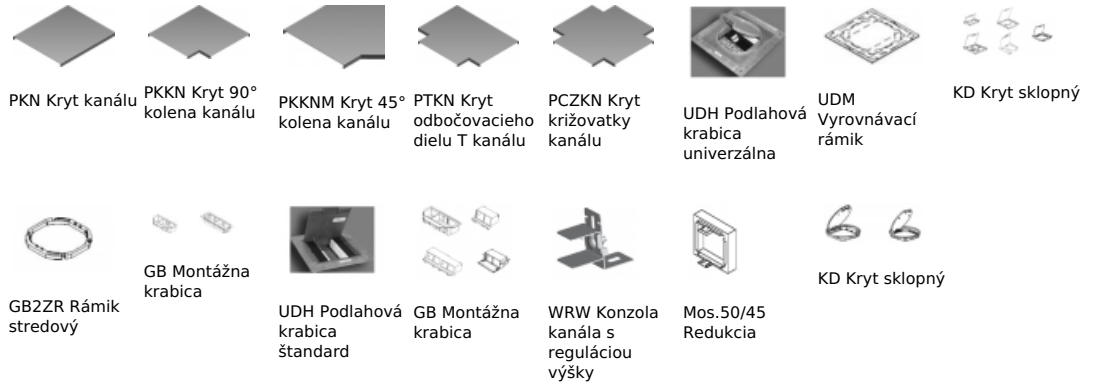 PKN Kryt kanálu
PKKN Kryt 90°
kolena kanálu
PKKNM Kryt 45°
kolena kanálu
PTKN Kryt
odbočovacieho
dielu T kanálu
PCZKN Kryt
križovatky
kanálu
UDH Podlahová
krabica
univerzálna
UDM
Vyrovnávací
rámik
KD Kryt sklopný
GB2ZR Rámik
stredový
GB Montážna
krabica
UDH Podlahová
krabica
štandard
GB Montážna
krabica
WRW Konzola
kanála s
reguláciou
výšky
Mos.50/45
Redukcia
KD Kryt sklopný